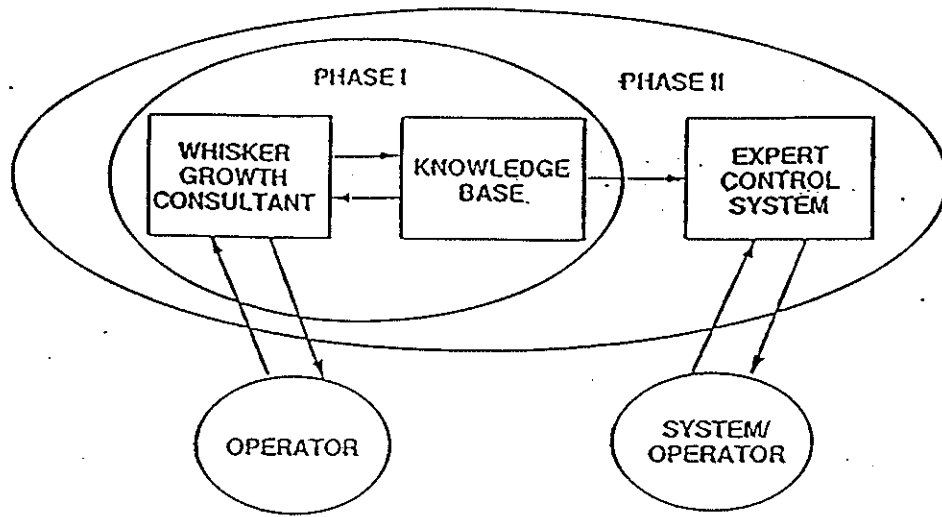 PHASE I
PHASE II
WHISKER
GROWTH
CONSULTANT
KNOWLEDGE
BASE
EXPERT
CONTROL
SYSTEM
OPERATOR
SYSTEM/
OPERATOR